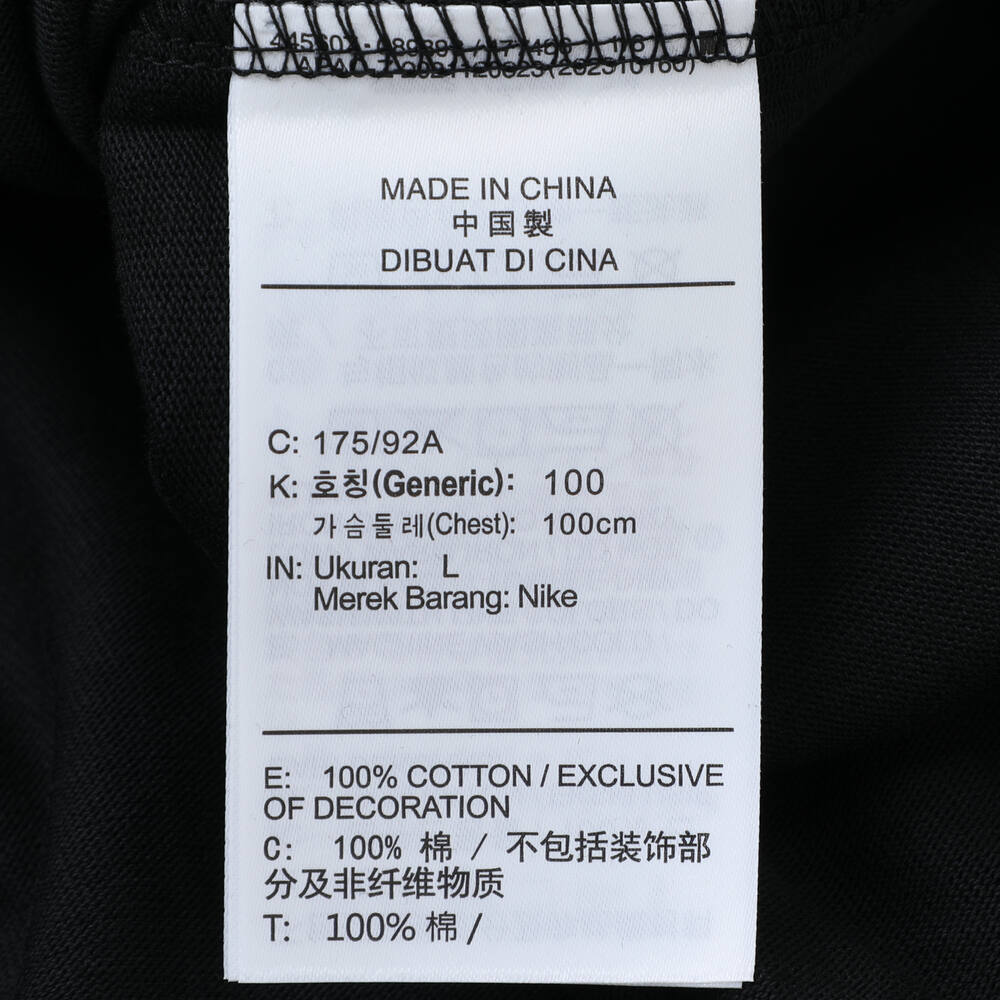 MADE IN CHINA
中国製
DIBUAT DI CINA
C: 175/92A
K: 호칭(Generic): 100
가슴둘레(Chest): 100cm
IN: Ukuran: L
Merek Barang: Nike
E: 100% COTTON / EXCLUSIVE
OF DECORATION
C: 100% 棉 / 不包括装饰部
分及非纤维物质
T: 100% 棉 /